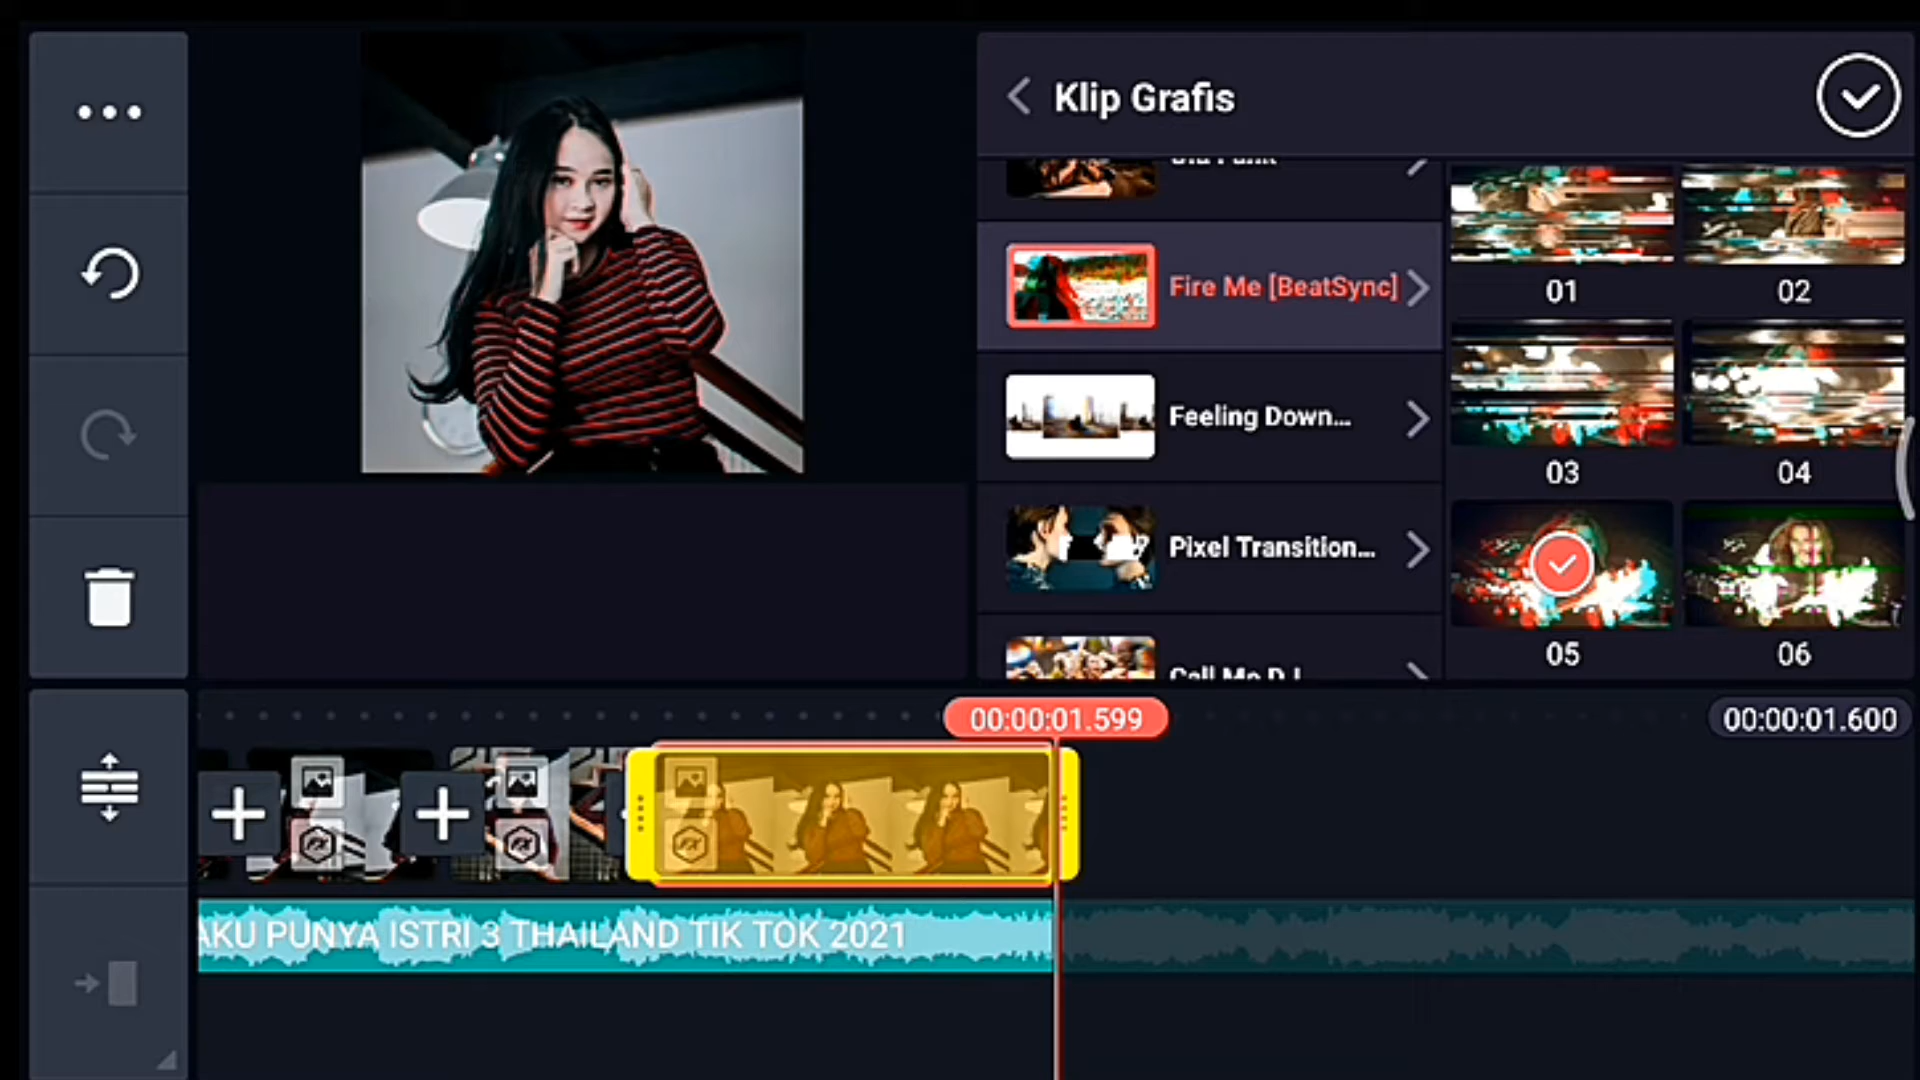 Klip Grafis
Fire Me [BeatSync]
Feeling Down...
Pixel Transition...
01
02
03
04
05
06
00:00:01.599
00:00:01.600
AKU PUNYA ISTRI 3 THAILAND TIK TOK 2021